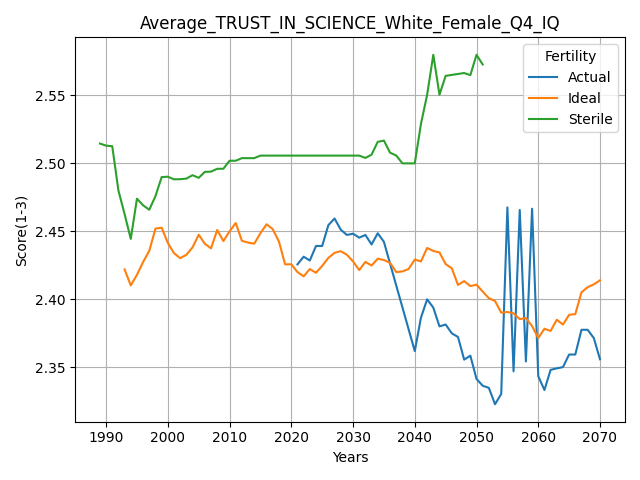 Average_TRUST_IN_SCIENCE_White_Female_Q4_IQ
Fertility
Actual
Ideal
Sterile
Score(1-3)
2.55
2.50
2.45
2.40
2.35
1990 2000 2010 2020 2030 2040 2050 2060 2070
Years